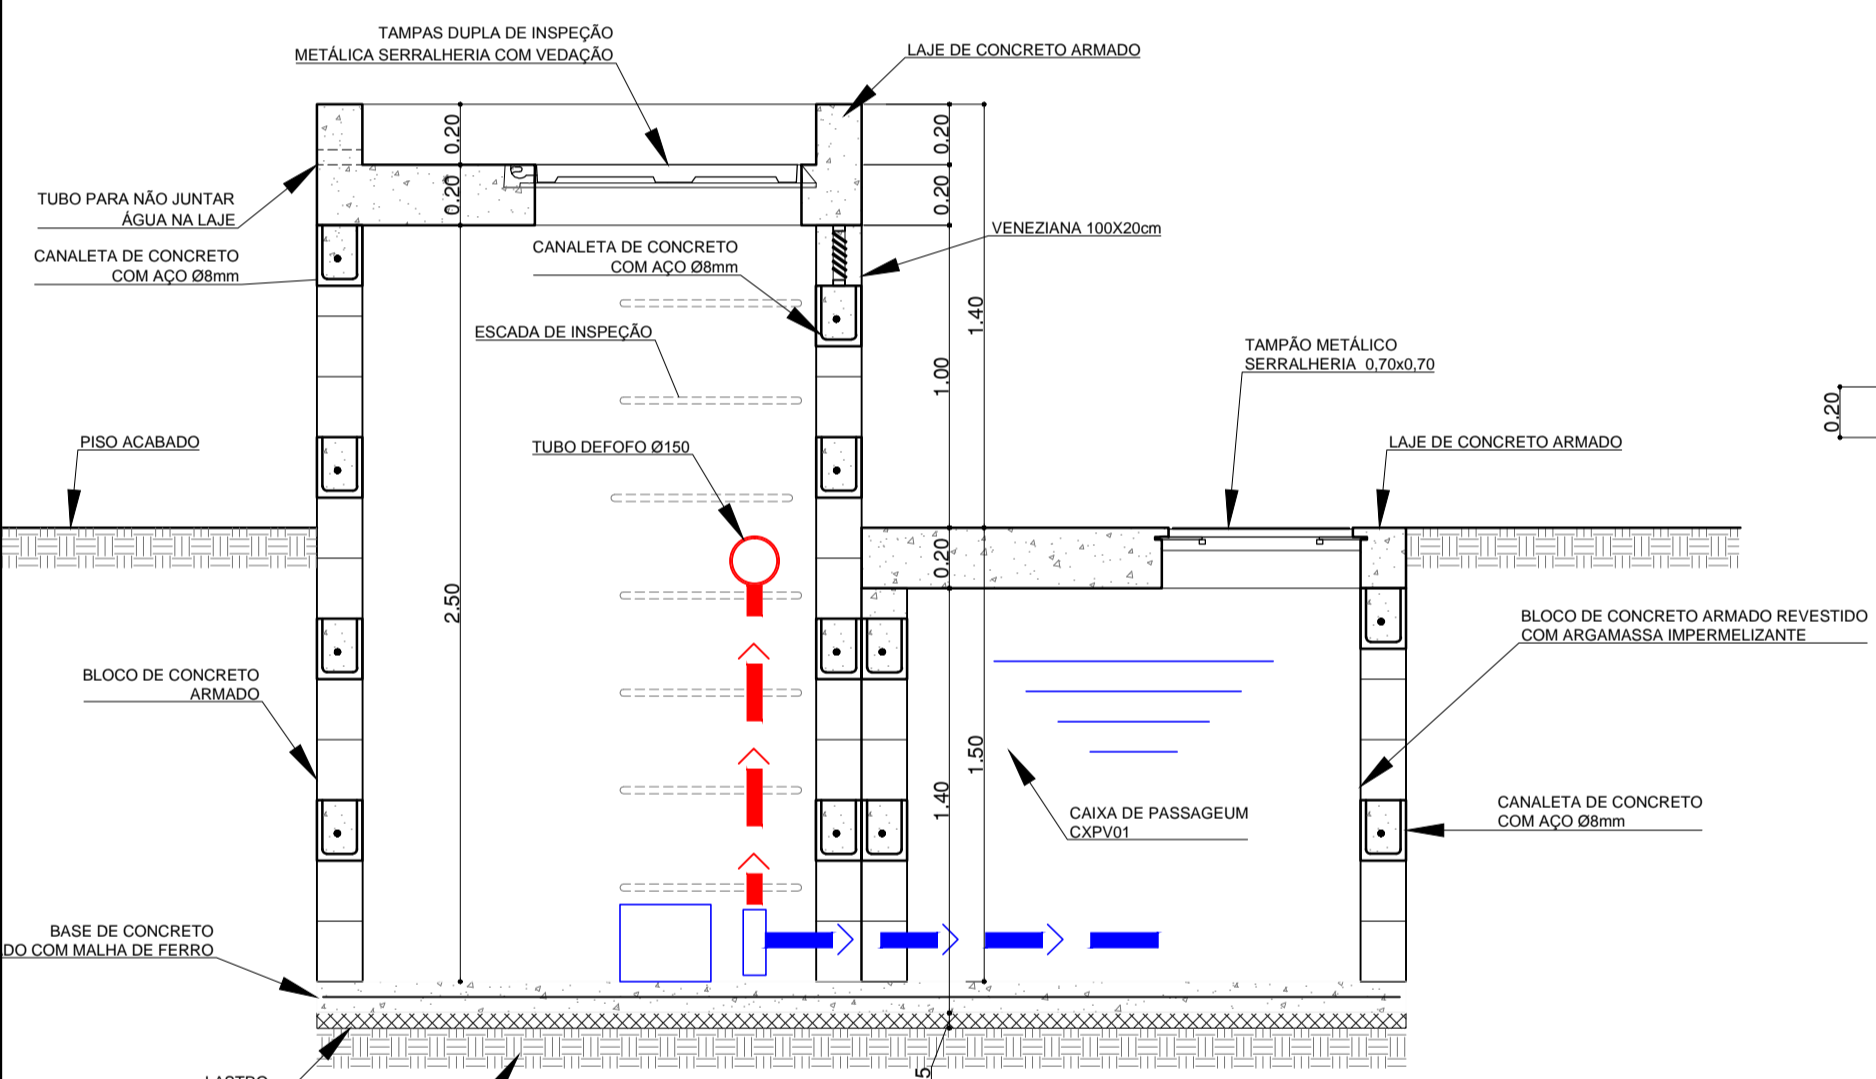 TAMPAS DUPLA DE INSPEÇÃO
METÁLICA SERRALHERIA COM VEDAÇÃO
LAJE DE CONCRETO ARMADO
0.20
0.20
0.20
0.20
TUBO PARA NÃO JUNTAR
ÁGUA NA LAJE
VENEZIANA 100X20cm
CANALETA DE CONCRETO
COM AÇO Ø8mm
CANALETA DE CONCRETO
COM AÇO Ø8mm
1.40
ESCADA DE INSPEÇÃO
1.00
TAMPÃO METÁLICO
SERRALHERIA 0,70x0,70
0.20
PISO ACABADO
TUBO DEFOFO Ø150
LAJE DE CONCRETO ARMADO
0.20
2.50
BLOCO DE CONCRETO ARMADO REVESTIDO
COM ARGAMASSA IMPERMELIZANTE
BLOCO DE CONCRETO
ARMADO
1.50
1.40
CAIXA DE PASSAGEUM
CXPV01
CANALETA DE CONCRETO
COM AÇO Ø8mm
BASE DE CONCRETO
DO COM MALHA DE FERRO
LASTRO
5